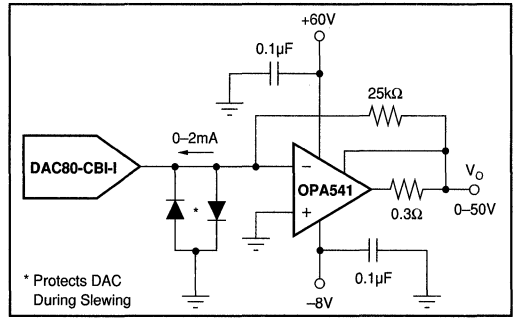 +60V
0.1µF
25kΩ
0–2mA
DAC80-CBI-I
–
OPA541
+
V_O
*
0.3Ω
0–50V
* Protects DAC
During Slewing
0.1µF
–8V